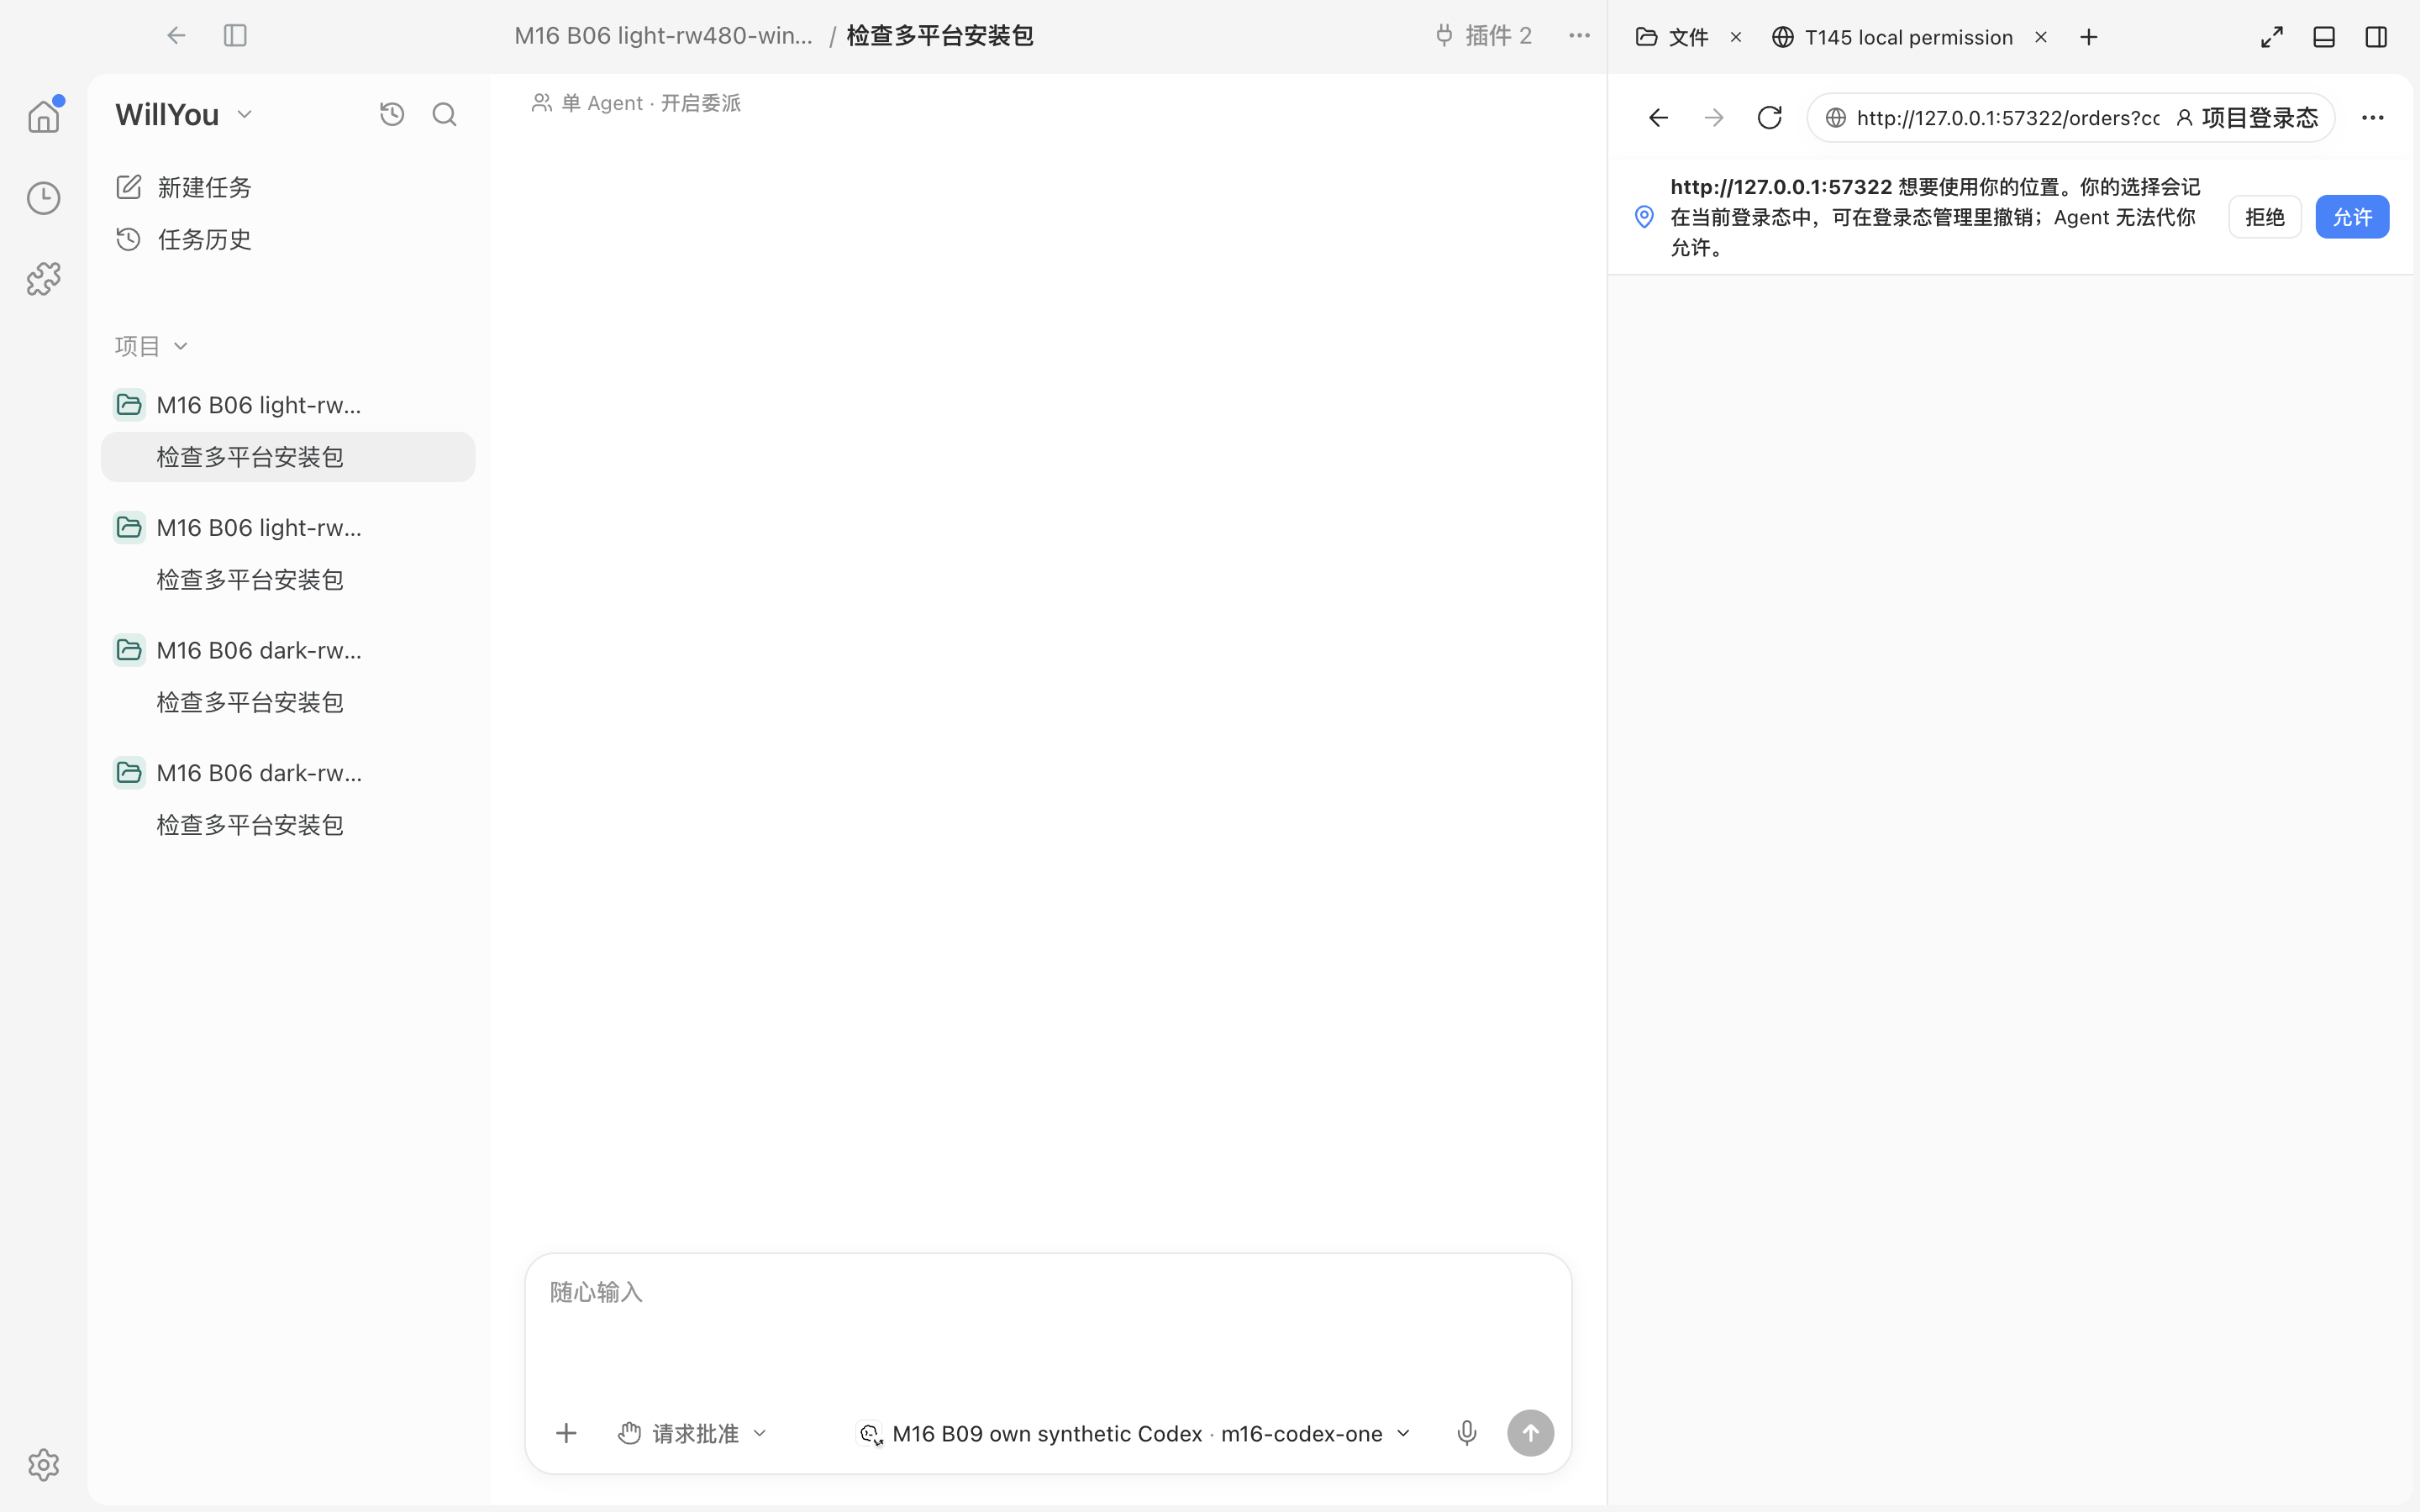 M16 B06 light-rw480-win... / 检查多平台安装包
插件 2
文件
T145 local permission
WillYou
新建任务
任务历史
项目
M16 B06 light-rw...
检查多平台安装包
M16 B06 light-rw...
检查多平台安装包
M16 B06 dark-rw...
检查多平台安装包
M16 B06 dark-rw...
检查多平台安装包
单 Agent · 开启委派
随心输入
请求批准
M16 B09 own synthetic Codex · m16-codex-one
http://127.0.0.1:57322/orders?cc
项目登录态
http://127.0.0.1:57322 想要使用你的位置。你的选择会记
在当前登录态中，可在登录态管理里撤销；Agent 无法代你
允许。
拒绝
允许